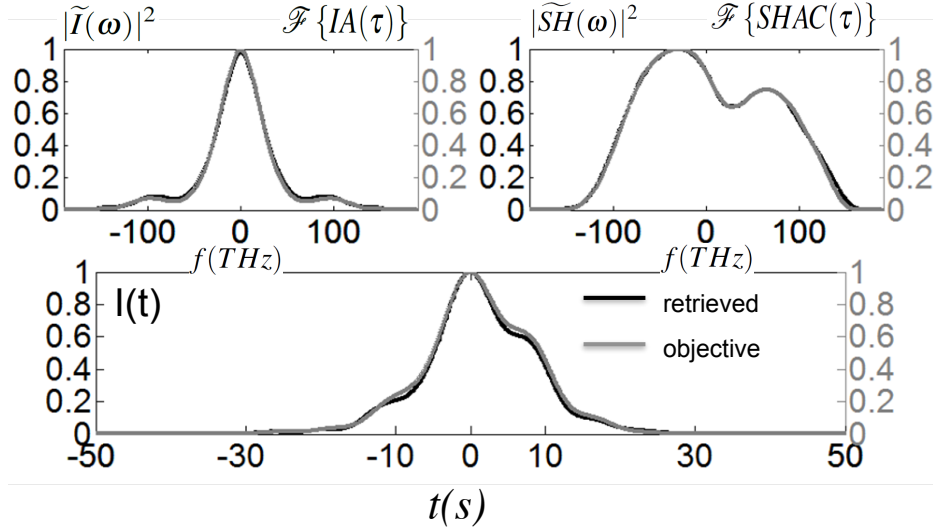 |Ĩ(ω)|² ℱ{IA(τ)}
1 1
0.8 0.8
0.6 0.6
0.4 0.4
0.2 0.2
0 0
-100 0 100
f(THz)
|S͠H(ω)|² ℱ{SHAC(τ)}
1 1
0.8 0.8
0.6 0.6
0.4 0.4
0.2 0.2
0 0
-100 0 100
f(THz)
I(t)
1 1
0.8 0.8
0.6 0.6
0.4 0.4
0.2 0.2
0 0
retrieved
objective
-50 -30 -10 0 10 30 50
t(s)